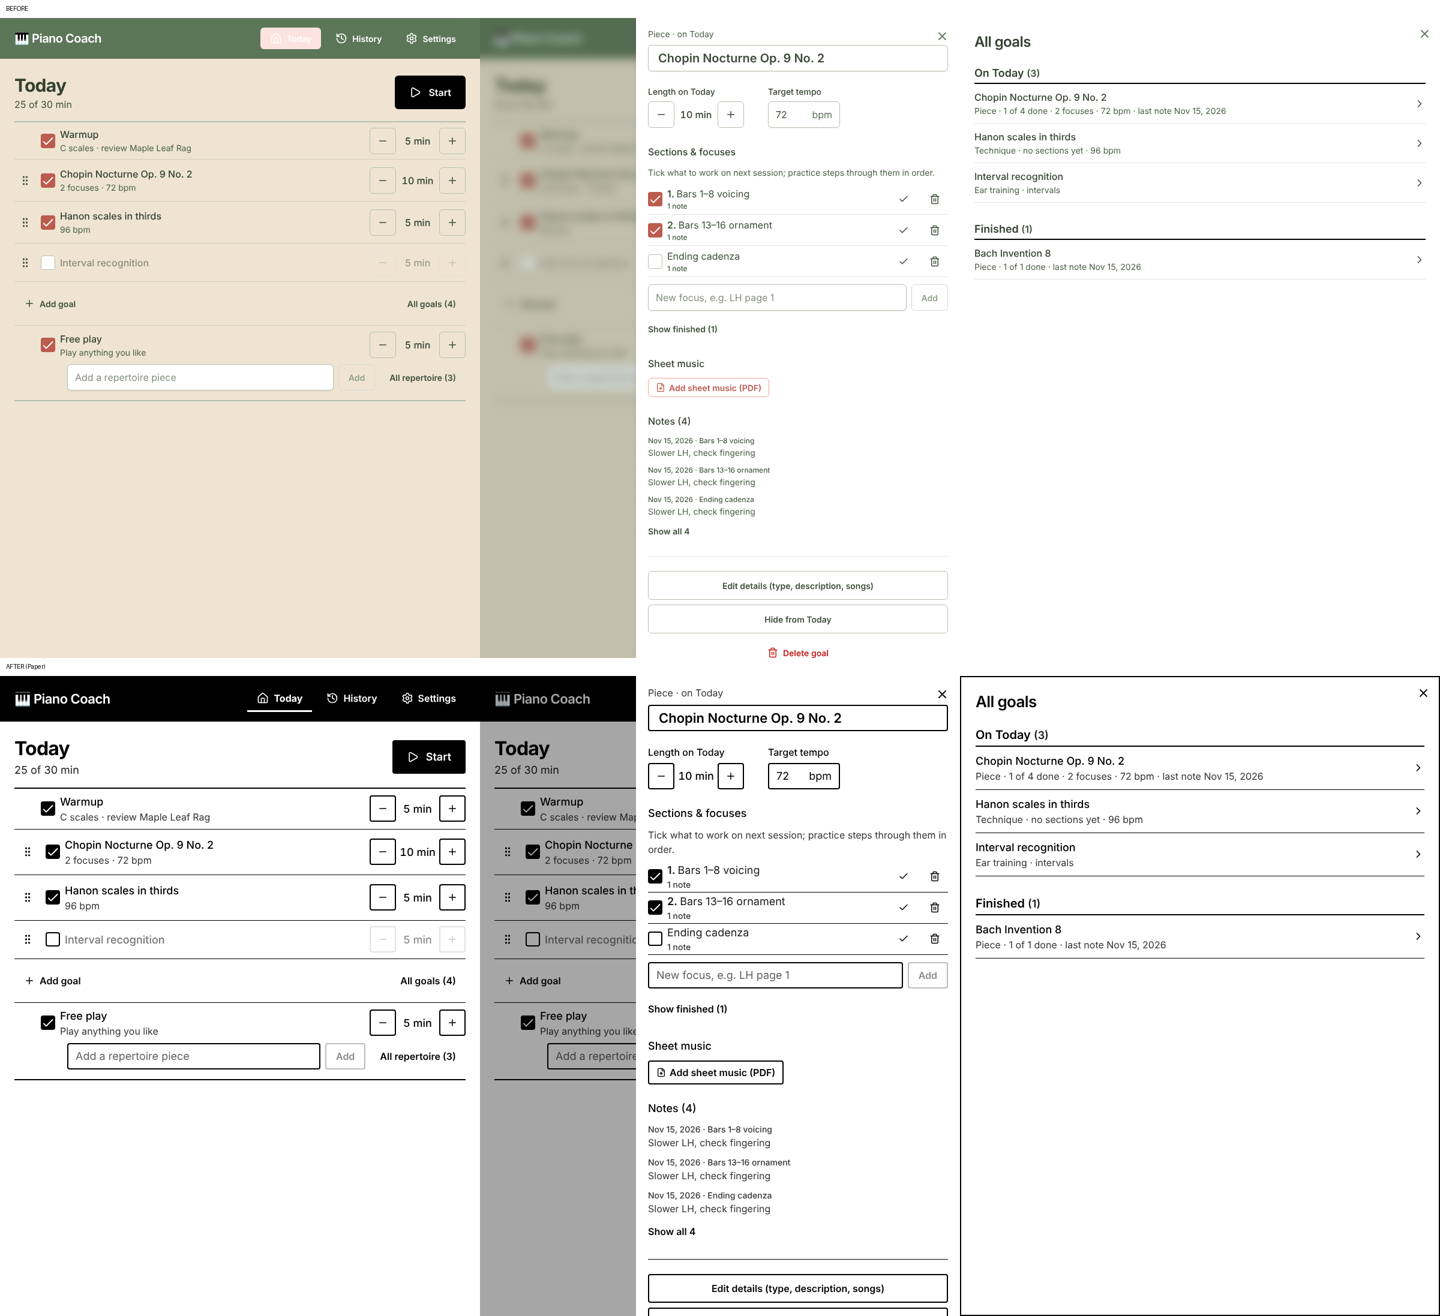 BEFORE
Piano Coach
Today
History
Settings
Today
25 of 30 min
Start
Warmup
C scales · review Maple Leaf Rag
5 min
Chopin Nocturne Op. 9 No. 2
2 focuses · 72 bpm
10 min
Hanon scales in thirds
96 bpm
5 min
Interval recognition
5 min
Add goal
All goals (4)
Free play
Play anything you like
5 min
Add a repertoire piece
Add
All repertoire (3)
Piece · on Today
Chopin Nocturne Op. 9 No. 2
Length on Today
Target tempo
10 min
72
bpm
Sections & focuses
Tick what to work on next session; practice steps through them in order.
1. Bars 1–8 voicing
1 note
2. Bars 13–16 ornament
1 note
Ending cadenza
1 note
New focus, e.g. LH page 1
Add
Show finished (1)
Sheet music
Add sheet music (PDF)
Notes (4)
Nov 15, 2026 · Bars 1–8 voicing
Slower LH, check fingering
Nov 15, 2026 · Bars 13–16 ornament
Slower LH, check fingering
Nov 15, 2026 · Ending cadenza
Slower LH, check fingering
Show all 4
Edit details (type, description, songs)
Hide from Today
Delete goal
All goals
On Today (3)
Chopin Nocturne Op. 9 No. 2
Piece · 1 of 4 done · 2 focuses · 72 bpm · last note Nov 15, 2026
Hanon scales in thirds
Technique · no sections yet · 96 bpm
Interval recognition
Ear training · intervals
Finished (1)
Bach Invention 8
Piece · 1 of 1 done · last note Nov 15, 2026
AFTER (Paper)
Piano Coach
Today
History
Settings
Today
25 of 30 min
Start
Warmup
C scales · review Maple Leaf Rag
5 min
Chopin Nocturne Op. 9 No. 2
2 focuses · 72 bpm
10 min
Hanon scales in thirds
96 bpm
5 min
Interval recognition
5 min
Add goal
All goals (4)
Free play
Play anything you like
5 min
Add a repertoire piece
Add
All repertoire (3)
Piano Coach
Today
25 of 30 min
Warmup
C scales · review Map
Chopin Nocturne
2 focuses · 72 bpm
Hanon scales in th
96 bpm
Interval recognitio
Add goal
Free play
Play anything you like
Add a repertoire
Piece · on Today
Chopin Nocturne Op. 9 No. 2
Length on Today
Target tempo
10 min
72
bpm
Sections & focuses
Tick what to work on next session; practice steps through them in
order.
1. Bars 1–8 voicing
1 note
2. Bars 13–16 ornament
1 note
Ending cadenza
1 note
New focus, e.g. LH page 1
Add
Show finished (1)
Sheet music
Add sheet music (PDF)
Notes (4)
Nov 15, 2026 · Bars 1–8 voicing
Slower LH, check fingering
Nov 15, 2026 · Bars 13–16 ornament
Slower LH, check fingering
Nov 15, 2026 · Ending cadenza
Slower LH, check fingering
Show all 4
Edit details (type, description, songs)
All goals
On Today (3)
Chopin Nocturne Op. 9 No. 2
Piece · 1 of 4 done · 2 focuses · 72 bpm · last note Nov 15, 2026
Hanon scales in thirds
Technique · no sections yet · 96 bpm
Interval recognition
Ear training · intervals
Finished (1)
Bach Invention 8
Piece · 1 of 1 done · last note Nov 15, 2026